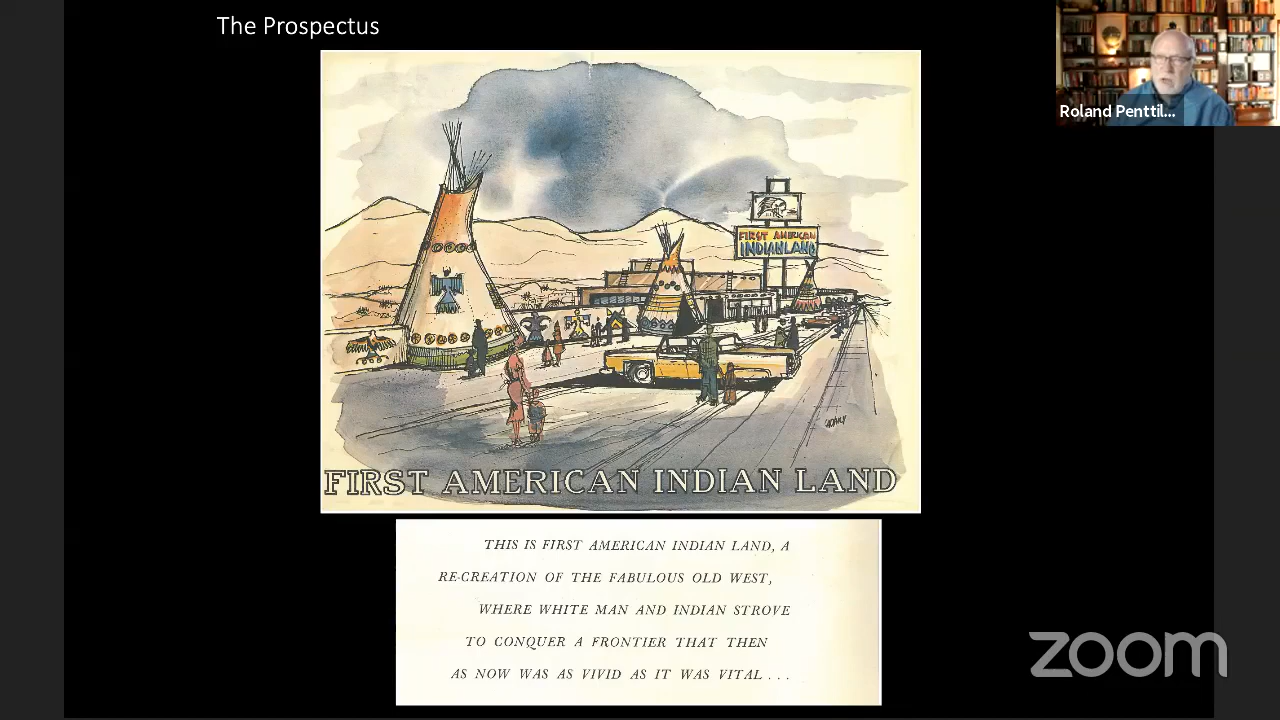 The Prospectus
Roland Penttil...
FIRST AMERICAN
INDIANLAND
FIRST AMERICAN INDIAN LAND
THIS IS FIRST AMERICAN INDIAN LAND, A
RE-CREATION OF THE FABULOUS OLD WEST,
WHERE WHITE MAN AND INDIAN STROVE
TO CONQUER A FRONTIER THAT THEN
AS NOW WAS AS VIVID AS IT WAS VITAL . . .
zoom